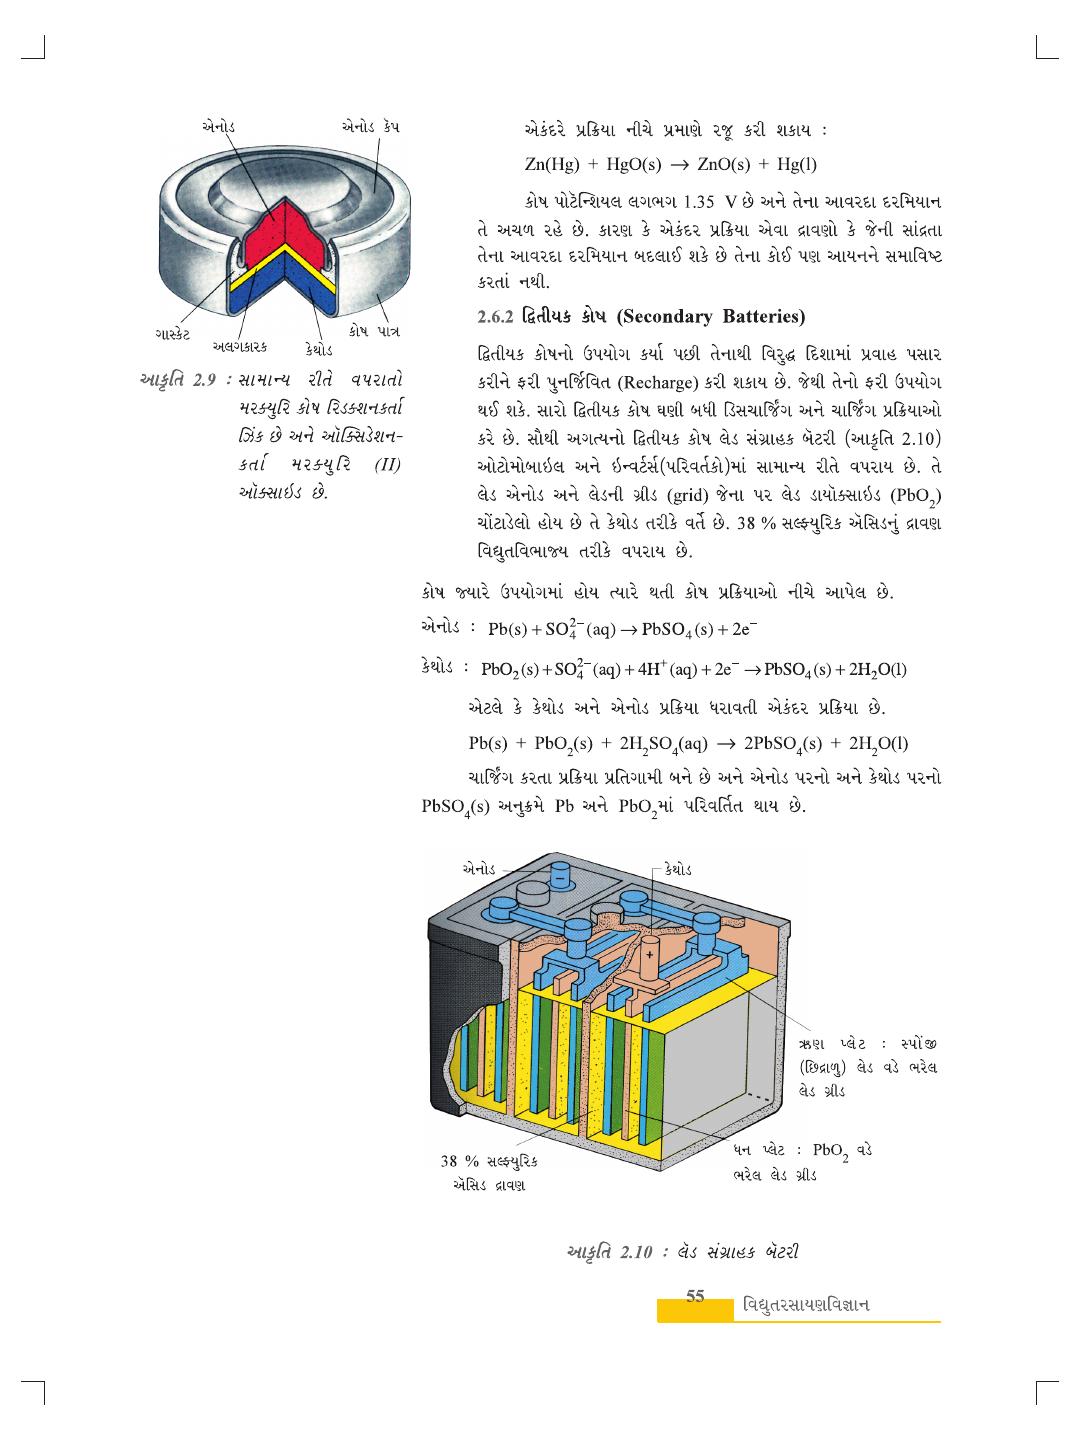 એનોડ
એનોડ કૅપ
ગાસ્કેટ
અલગકારક
કેથોડ
કોષ પાત્ર
આકૃતિ 2.9 : સામાન્ય રીતે વપરાતો
મરક્યુરિ કોષ રિડક્શનકર્તા
ઝિંક છે અને ઑક્સિડેશન-
કર્તા મરક્યુરિ (II)
ઑક્સાઇડ છે.
એકંદરે પ્રક્રિયા નીચે પ્રમાણે રજૂ કરી શકાય :
Zn(Hg) + HgO(s) → ZnO(s) + Hg(l)
કોષ પોટૅન્શિયલ લગભગ 1.35 V છે અને તેના આવરદા દરમિયાન
તે અચળ રહે છે. કારણ કે એકંદર પ્રક્રિયા એવા દ્રાવણો કે જેની સાંદ્રતા
તેના આવરદા દરમિયાન બદલાઈ શકે છે તેના કોઈ પણ આયનને સમાવિષ્ટ
કરતાં નથી.
2.6.2 દ્વિતીયક કોષ (Secondary Batteries)
દ્વિતીયક કોષનો ઉપયોગ કર્યા પછી તેનાથી વિરુદ્ધ દિશામાં પ્રવાહ પસાર
કરીને ફરી પુનર્જિવિત (Recharge) કરી શકાય છે. જેથી તેનો ફરી ઉપયોગ
થઈ શકે. સારો દ્વિતીયક કોષ ઘણી બધી ડિસચાર્જિંગ અને ચાર્જિંગ પ્રક્રિયાઓ
કરે છે. સૌથી અગત્યનો દ્વિતીયક કોષ લેડ સંગ્રાહક બૅટરી (આકૃતિ 2.10)
ઓટોમોબાઇલ અને ઇન્વર્ટર્સ(પરિવર્તકો)માં સામાન્ય રીતે વપરાય છે. તે
લેડ એનોડ અને લેડની ગ્રીડ (grid) જેના પર લેડ ડાયૉક્સાઇડ (PbO₂)
ચોંટાડેલો હોય છે તે કેથોડ તરીકે વર્તે છે. 38 % સલ્ફ્યુરિક ઍસિડનું દ્રાવણ
વિદ્યુતવિભાજ્ય તરીકે વપરાય છે.
કોષ જ્યારે ઉપયોગમાં હોય ત્યારે થતી કોષ પ્રક્રિયાઓ નીચે આપેલ છે.
એનોડ : Pb(s) + SO₄²⁻ (aq) → PbSO₄ (s) + 2e⁻
કેથોડ : PbO₂ (s) + SO₄²⁻ (aq) + 4H⁺ (aq) + 2e⁻ → PbSO₄ (s) + 2H₂O(l)
એટલે કે કેથોડ અને એનોડ પ્રક્રિયા ધરાવતી એકંદર પ્રક્રિયા છે.
Pb(s) + PbO₂(s) + 2H₂SO₄(aq) → 2PbSO₄(s) + 2H₂O(l)
ચાર્જિંગ કરતા પ્રક્રિયા પ્રતિગામી બને છે અને એનોડ પરનો અને કેથોડ પરનો
PbSO₄(s) અનુક્રમે Pb અને PbO₂માં પરિવર્તિત થાય છે.
એનોડ
કેથોડ
–
+
ઋણ પ્લેટ : સ્પોંજી
(છિદ્રાળુ) લેડ વડે ભરેલ
લેડ ગ્રીડ
ધન પ્લેટ : PbO₂ વડે
ભરેલ લેડ ગ્રીડ
38 % સલ્ફ્યુરિક
ઍસિડ દ્રાવણ
આકૃતિ 2.10 : લૅડ સંગ્રાહક બૅટરી
55 વિદ્યુતરસાયણવિજ્ઞાન